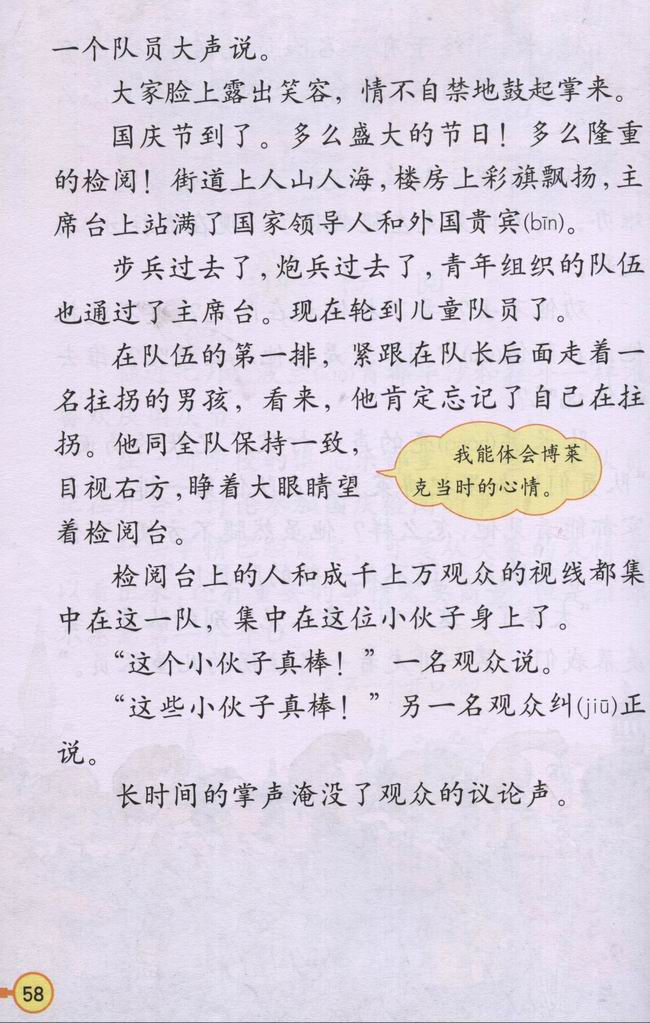 一个队员大声说。
大家脸上露出笑容，情不自禁地鼓起掌来。
国庆节到了。多么盛大的节日！多么隆重
的检阅！街道上人山人海，楼房上彩旗飘扬，主
席台上站满了国家领导人和外国贵宾(bīn)。
步兵过去了，炮兵过去了，青年组织的队伍
也通过了主席台。现在轮到儿童队员了。
在队伍的第一排，紧跟在队长后面走着一
名拄拐的男孩，看来，他肯定忘记了自己在拄
拐。他同全队保持一致，
目视右方，睁着大眼睛望
着检阅台。
我能体会博莱
克当时的心情。
检阅台上的人和成千上万观众的视线都集
中在这一队，集中在这位小伙子身上了。
“这个小伙子真棒！”一名观众说。
“这些小伙子真棒！”另一名观众纠(jiū)正
说。
长时间的掌声淹没了观众的议论声。
58